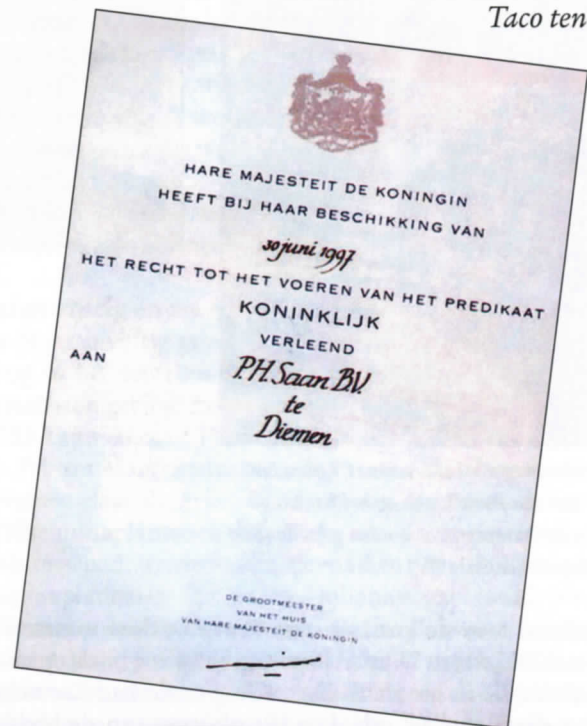 Taco ten
HARE MAJESTEIT DE KONINGIN
HEEFT BIJ HAAR BESCHIKKING VAN
30 juni 1997
HET RECHT TOT HET VOEREN VAN HET PREDIKAAT
KONINKLIJK
VERLEEND
AAN
P.H. Saan B.V.
te
Diemen
DE GROOTMEESTER
VAN HET HUIS
VAN HARE MAJESTEIT DE KONINGIN